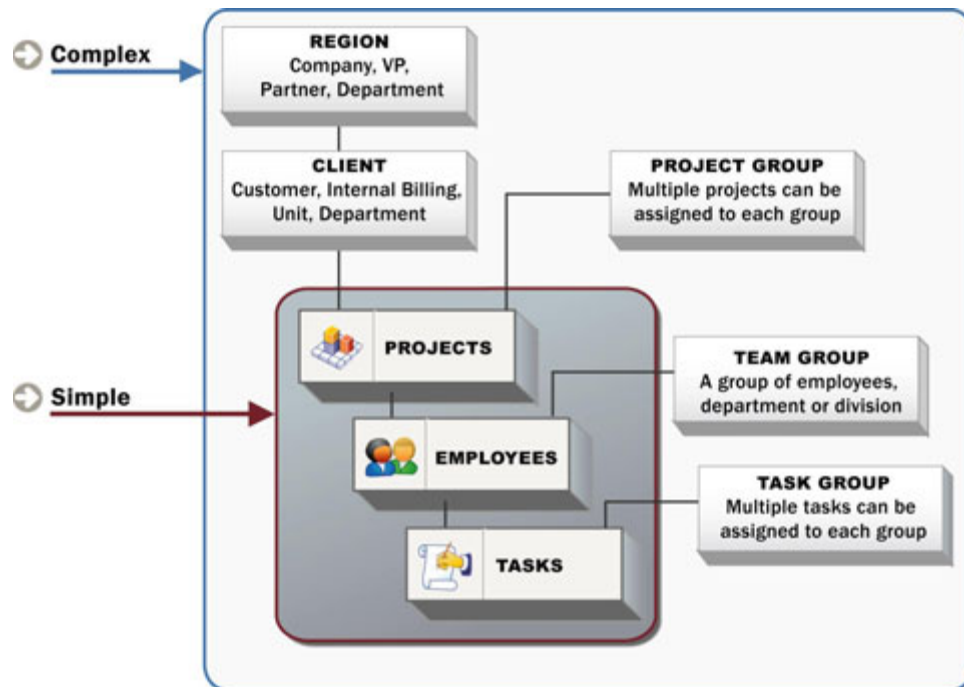 Complex
REGION
Company, VP,
Partner, Department
CLIENT
Customer, Internal Billing,
Unit, Department
PROJECT GROUP
Multiple projects can be
assigned to each group
Simple
PROJECTS
TEAM GROUP
A group of employees,
department or division
EMPLOYEES
TASK GROUP
Multiple tasks can be
assigned to each group
TASKS